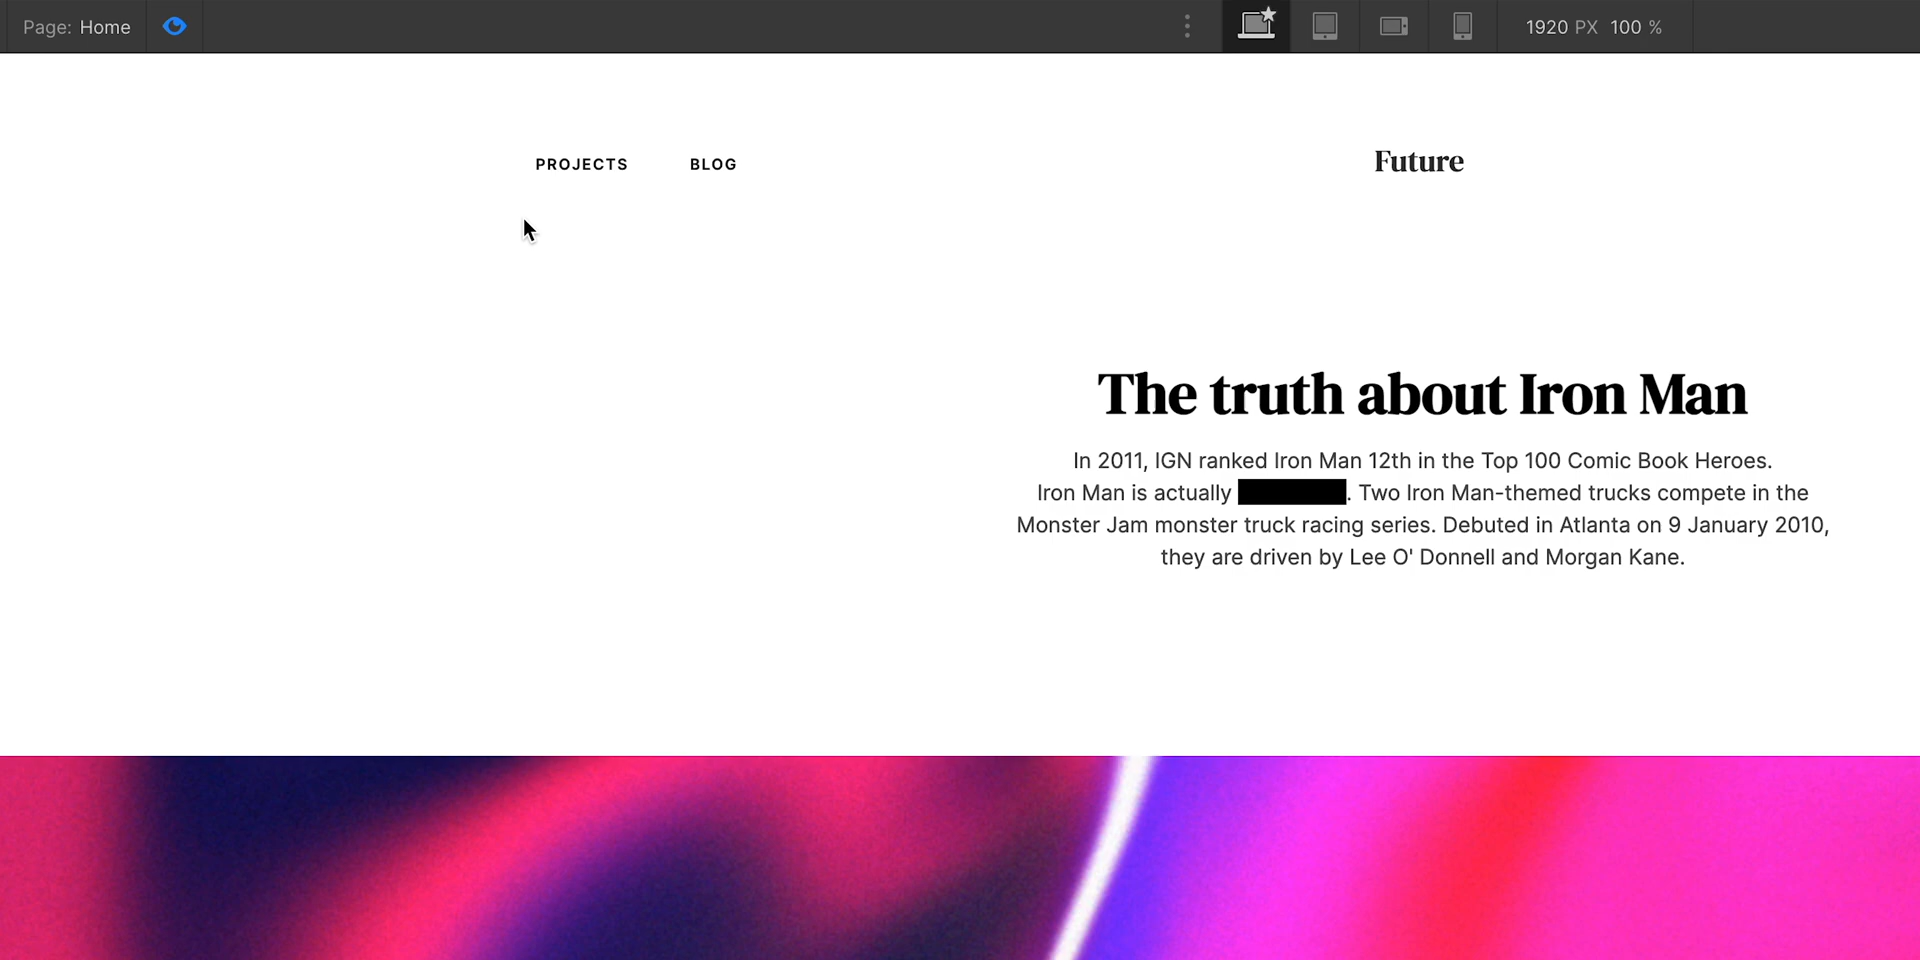 Page: Home
1920 PX 100 %
PROJECTS BLOG
Future
The truth about Iron Man
In 2011, IGN ranked Iron Man 12th in the Top 100 Comic Book Heroes.
Iron Man is actually . Two Iron Man-themed trucks compete in the
Monster Jam monster truck racing series. Debuted in Atlanta on 9 January 2010,
they are driven by Lee O' Donnell and Morgan Kane.